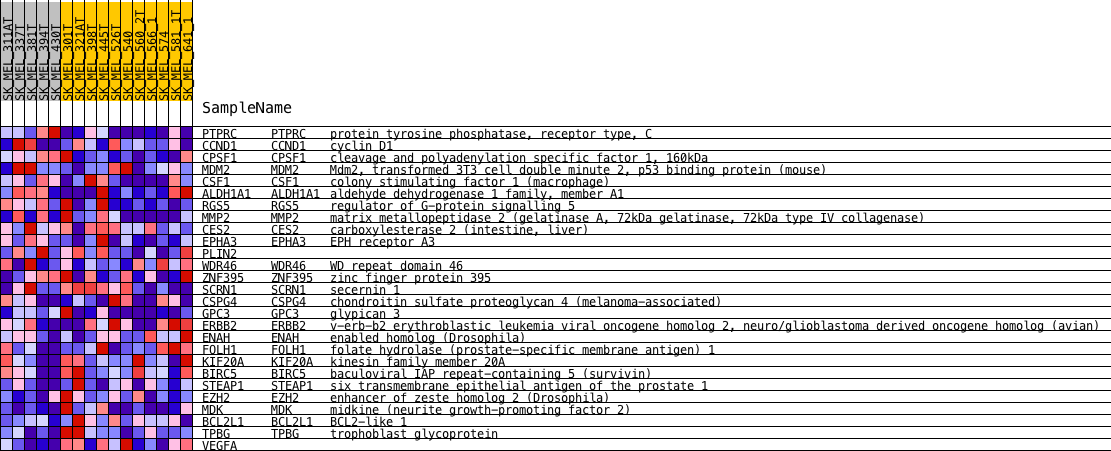 SK_MEL_311AT
SK_MEL_337T
SK_MEL_381T
SK_MEL_394T
SK_MEL_430T
SK_MEL_301T
SK_MEL_321AT
SK_MEL_398T
SK_MEL_445T
SK_MEL_526T
SK_MEL_540
SK_MEL_560_2T
SK_MEL_566_1
SK_MEL_574
SK_MEL_581_1T
SK_MEL_641_1
SampleName
PTPRC PTPRC protein tyrosine phosphatase, receptor type, C
CCND1 CCND1 cyclin D1
CPSF1 CPSF1 cleavage and polyadenylation specific factor 1, 160kDa
MDM2 MDM2 Mdm2, transformed 3T3 cell double minute 2, p53 binding protein (mouse)
CSF1 CSF1 colony stimulating factor 1 (macrophage)
ALDH1A1 ALDH1A1 aldehyde dehydrogenase 1 family, member A1
RGS5 RGS5 regulator of G-protein signalling 5
MMP2 MMP2 matrix metallopeptidase 2 (gelatinase A, 72kDa gelatinase, 72kDa type IV collagenase)
CES2 CES2 carboxylesterase 2 (intestine, liver)
EPHA3 EPHA3 EPH receptor A3
PLIN2
WDR46 WDR46 WD repeat domain 46
ZNF395 ZNF395 zinc finger protein 395
SCRN1 SCRN1 secernin 1
CSPG4 CSPG4 chondroitin sulfate proteoglycan 4 (melanoma-associated)
GPC3 GPC3 glypican 3
ERBB2 ERBB2 v-erb-b2 erythroblastic leukemia viral oncogene homolog 2, neuro/glioblastoma derived oncogene homolog (avian)
ENAH ENAH enabled homolog (Drosophila)
FOLH1 FOLH1 folate hydrolase (prostate-specific membrane antigen) 1
KIF20A KIF20A kinesin family member 20A
BIRC5 BIRC5 baculoviral IAP repeat-containing 5 (survivin)
STEAP1 STEAP1 six transmembrane epithelial antigen of the prostate 1
EZH2 EZH2 enhancer of zeste homolog 2 (Drosophila)
MDK MDK midkine (neurite growth-promoting factor 2)
BCL2L1 BCL2L1 BCL2-like 1
TPBG TPBG trophoblast glycoprotein
VEGFA